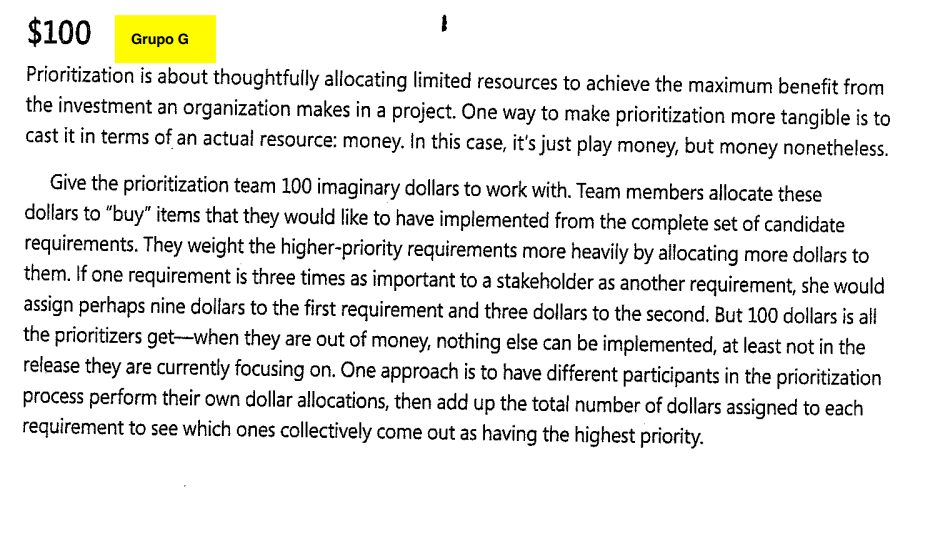 $100 Grupo G
Prioritization is about thoughtfully allocating limited resources to achieve the maximum benefit from
the investment an organization makes in a project. One way to make prioritization more tangible is to
cast it in terms of an actual resource: money. In this case, it's just play money, but money nonetheless.
Give the prioritization team 100 imaginary dollars to work with. Team members allocate these
dollars to "buy" items that they would like to have implemented from the complete set of candidate
requirements. They weight the higher-priority requirements more heavily by allocating more dollars to
them. If one requirement is three times as important to a stakeholder as another requirement, she would
assign perhaps nine dollars to the first requirement and three dollars to the second. But 100 dollars is all
the prioritizers get—when they are out of money, nothing else can be implemented, at least not in the
release they are currently focusing on. One approach is to have different participants in the prioritization
process perform their own dollar allocations, then add up the total number of dollars assigned to each
requirement to see which ones collectively come out as having the highest priority.